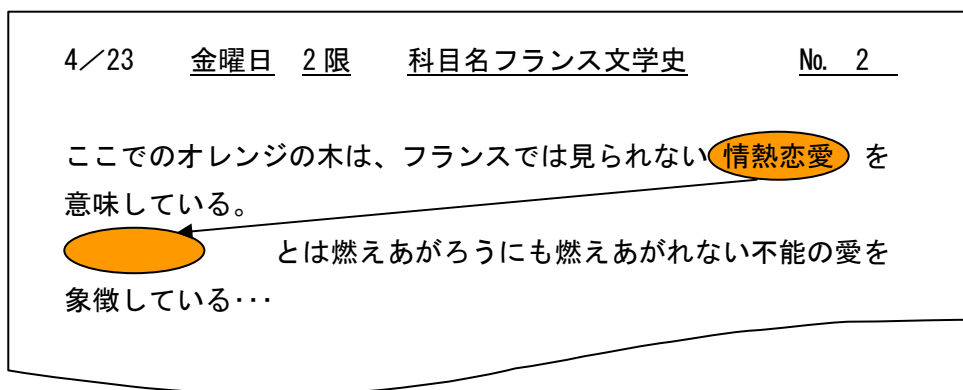 4／23 金曜日 2限 科目名フランス文学史 No. 2
ここでのオレンジの木は、フランスでは見られない情熱恋愛 を
意味している。
とは燃えあがろうにも燃えあがれない不能の愛を
象徴している･･･